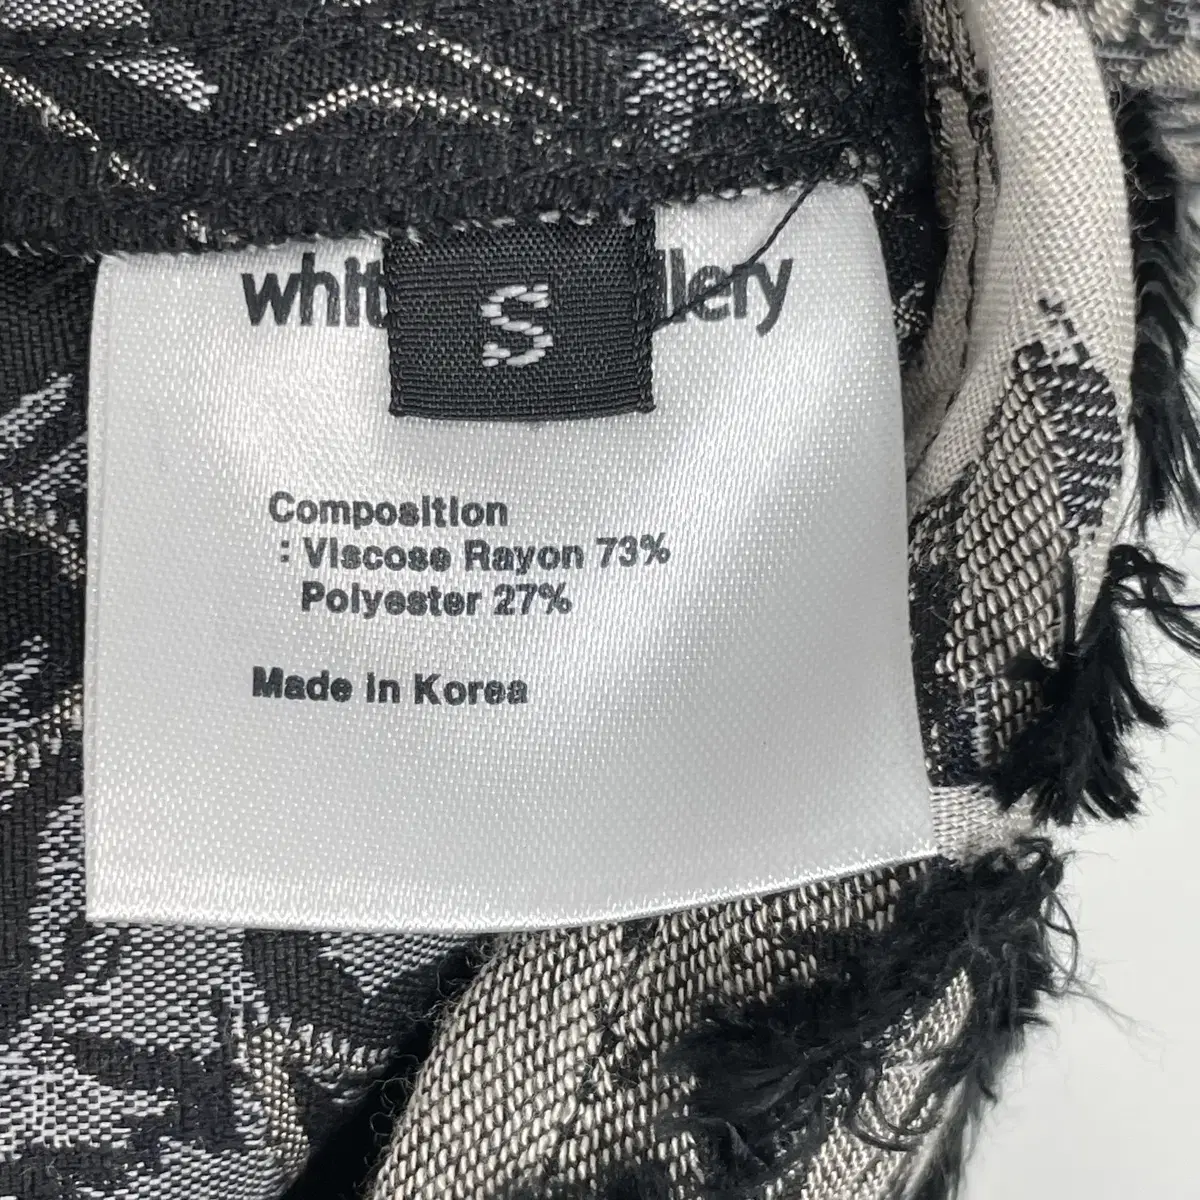 whit llery
S
Composition
: Viscose Rayon 73%
Polyester 27%
Made in Korea